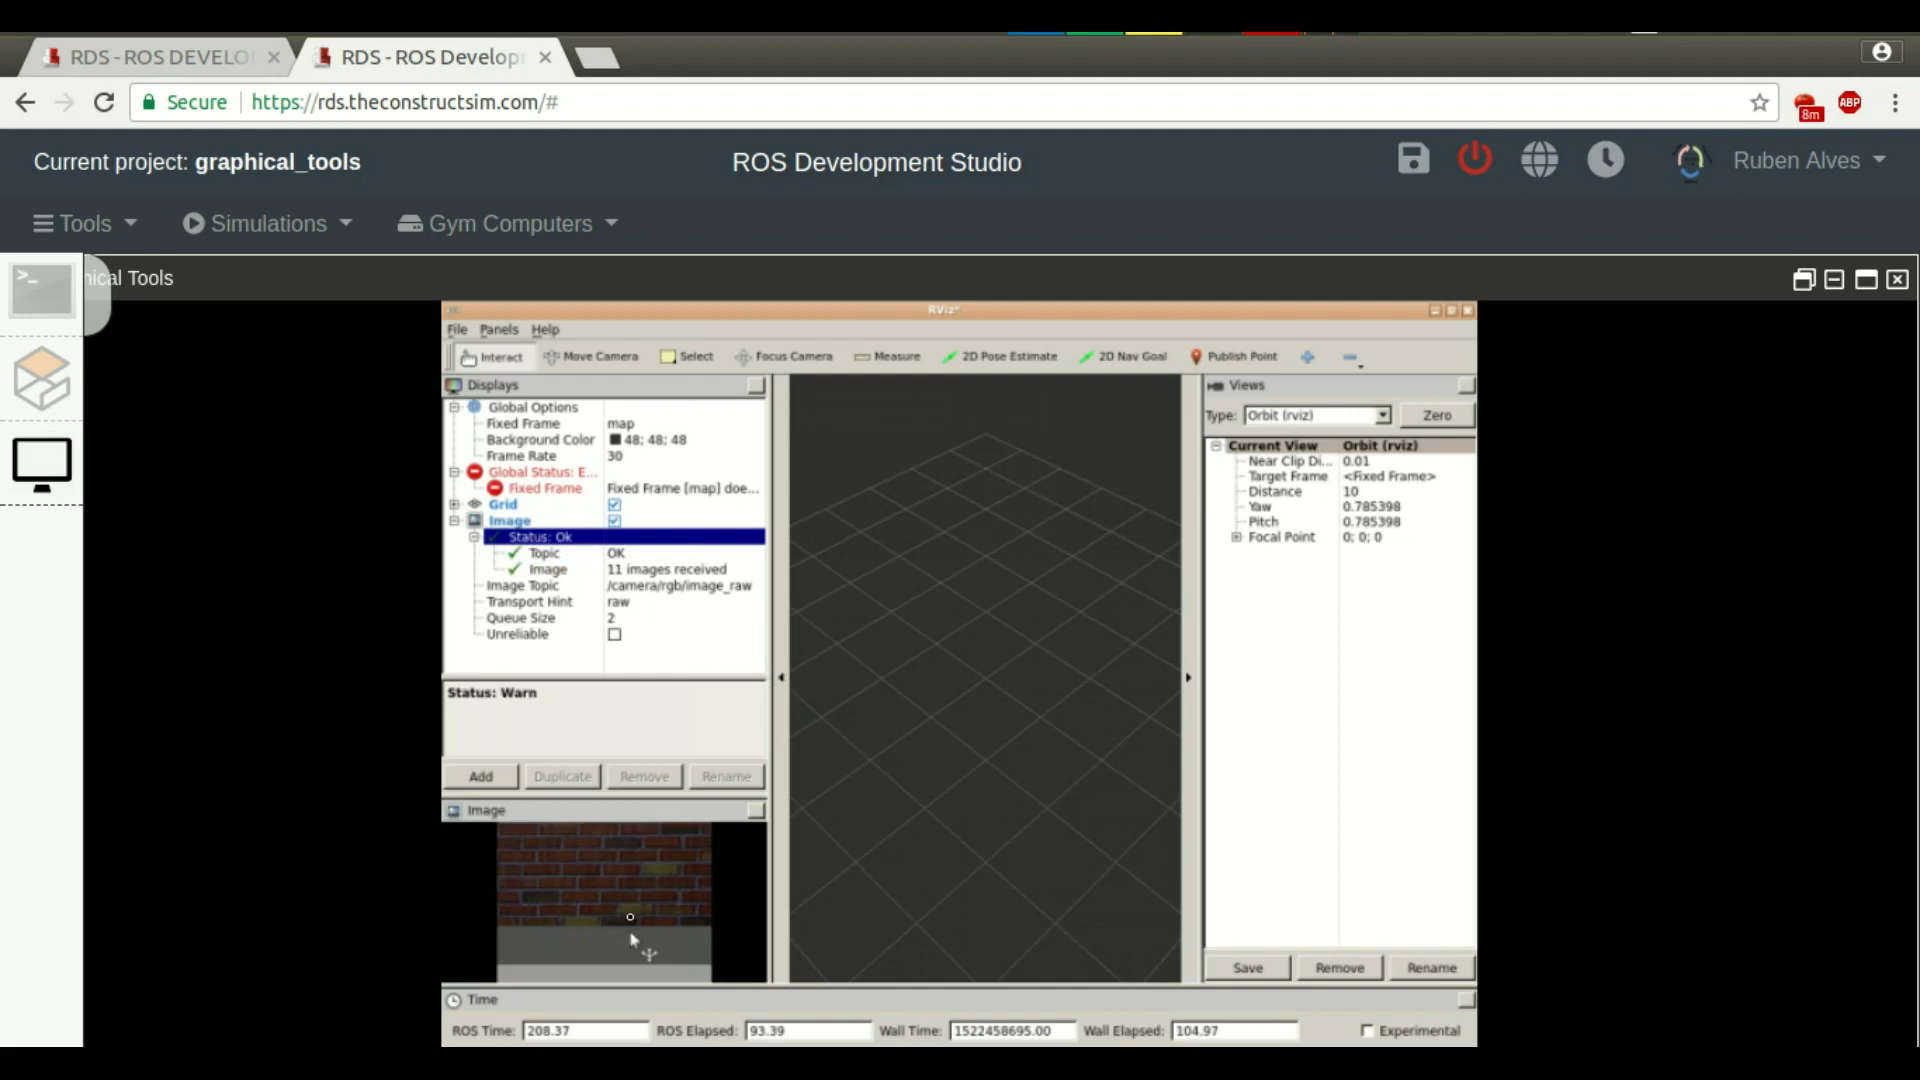 RDS - ROS DEVELO
RDS - ROS Develop
Secure https://rds.theconstructsim.com/#
ABP
8m
Current project: graphical_tools
ROS Development Studio
Ruben Alves
Tools Simulations Gym Computers
hical Tools
RViz*
File Panels Help
Interact Move Camera Select Focus Camera Measure 2D Pose Estimate 2D Nav Goal Publish Point
Displays
Global Options
Fixed Frame map
Background Color 48; 48; 48
Frame Rate 30
Global Status: E...
Fixed Frame Fixed Frame [map] doe...
Grid
Image
Status: Ok
Topic OK
Image 11 images received
Image Topic /camera/rgb/image_raw
Transport Hint raw
Queue Size 2
Unreliable
Status: Warn
Add Duplicate Remove Rename
Image
Views
Type: Orbit (rviz) Zero
Current View Orbit (rviz)
Near Clip Di... 0.01
Target Frame <Fixed Frame>
Distance 10
Yaw 0.785398
Pitch 0.785398
Focal Point 0; 0; 0
Save Remove Rename
Time
ROS Time: 208.37 ROS Elapsed: 93.39 Wall Time: 1522458695.00 Wall Elapsed: 104.97 Experimental